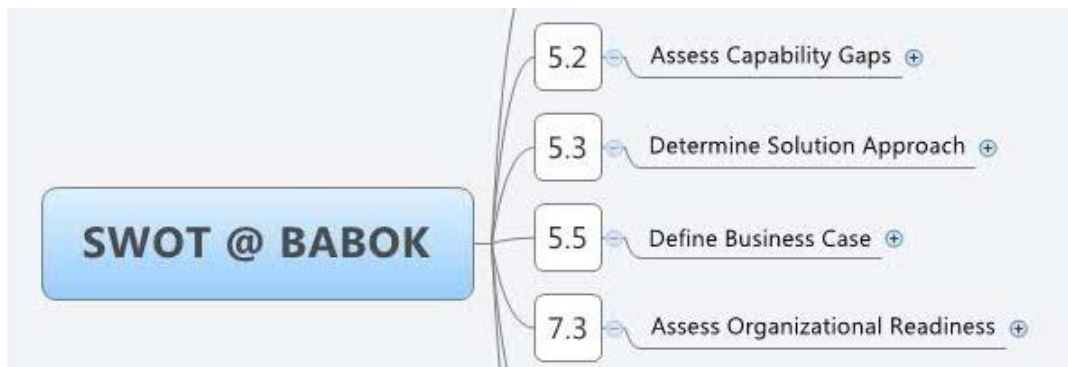 SWOT @ BABOK
5.2 Assess Capability Gaps
5.3 Determine Solution Approach
5.5 Define Business Case
7.3 Assess Organizational Readiness